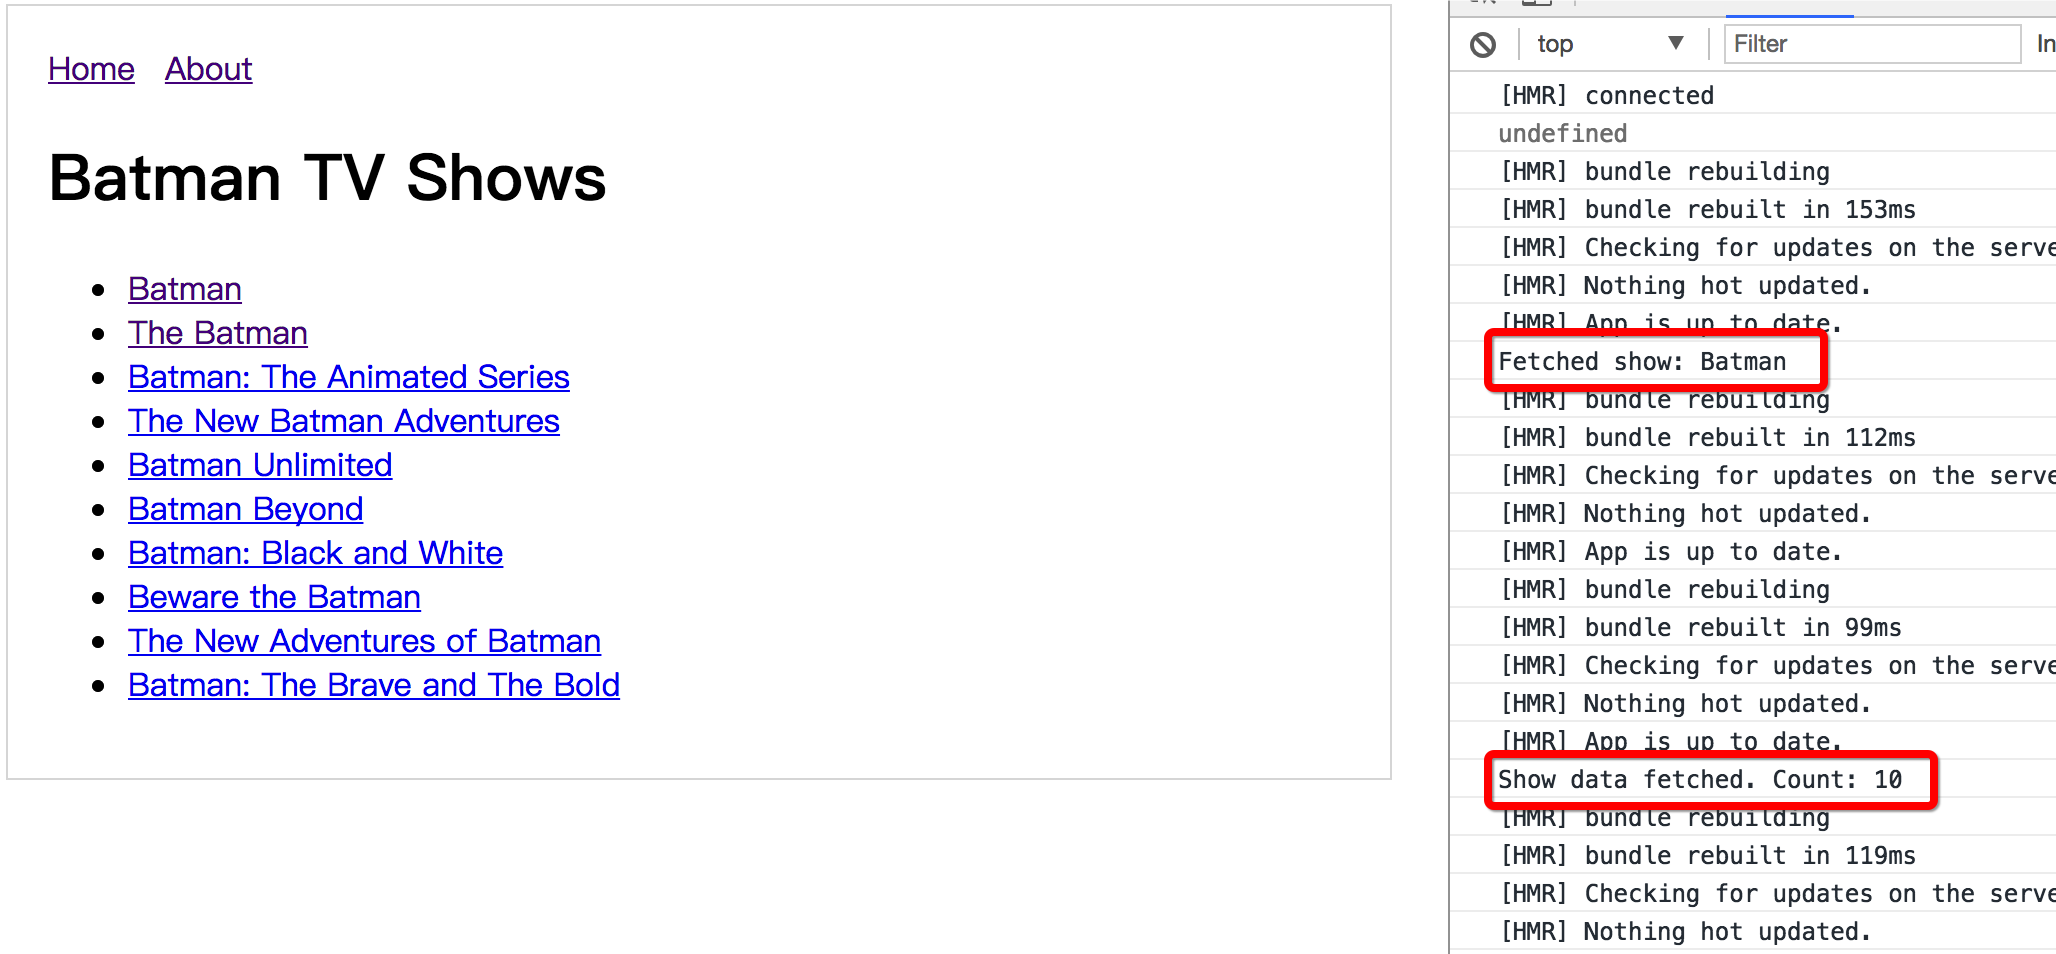 Home About
Batman TV Shows
Batman
The Batman
Batman: The Animated Series
The New Batman Adventures
Batman Unlimited
Batman Beyond
Batman: Black and White
Beware the Batman
The New Adventures of Batman
Batman: The Brave and The Bold
top Filter In
[HMR] connected
undefined
[HMR] bundle rebuilding
[HMR] bundle rebuilt in 153ms
[HMR] Checking for updates on the serve
[HMR] Nothing hot updated.
[HMR] App is up to date.
Fetched show: Batman
[HMR] bundle rebuilding
[HMR] bundle rebuilt in 112ms
[HMR] Checking for updates on the serve
[HMR] Nothing hot updated.
[HMR] App is up to date.
[HMR] bundle rebuilding
[HMR] bundle rebuilt in 99ms
[HMR] Checking for updates on the serve
[HMR] Nothing hot updated.
[HMR] App is up to date.
Show data fetched. Count: 10
[HMR] bundle rebuilding
[HMR] bundle rebuilt in 119ms
[HMR] Checking for updates on the serve
[HMR] Nothing hot updated.